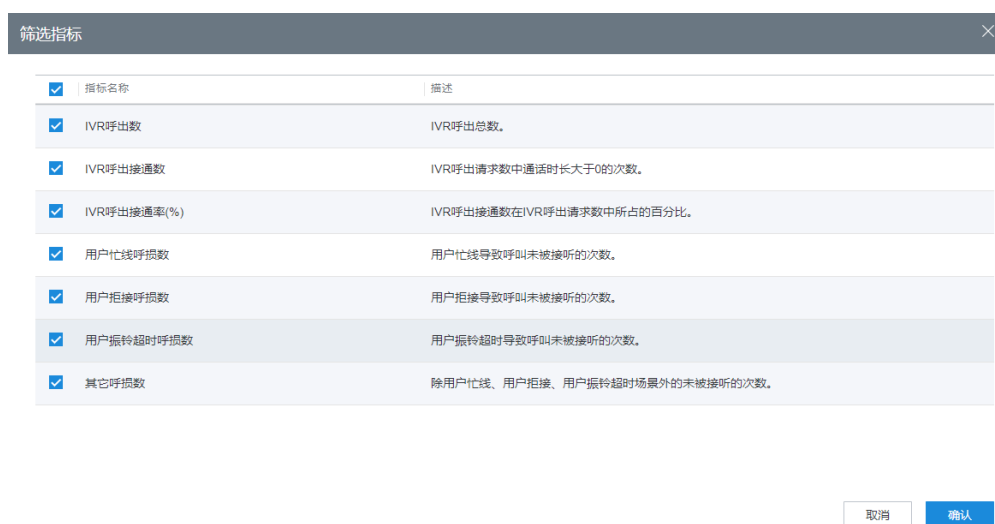 筛选指标
指标名称 描述
IVR呼出数 IVR呼出总数。
IVR呼出接通数 IVR呼出请求数中通话时长大于0的次数。
IVR呼出接通率(%) IVR呼出接通数在IVR呼出请求数中所占的百分比。
用户忙线呼损数 用户忙线导致呼叫未被接听的次数。
用户拒接呼损数 用户拒接导致呼叫未被接听的次数。
用户振铃超时呼损数 用户振铃超时导致呼叫未被接听的次数。
其它呼损数 除用户忙线、用户拒接、用户振铃超时场景外的未被接听的次数。
取消 确认